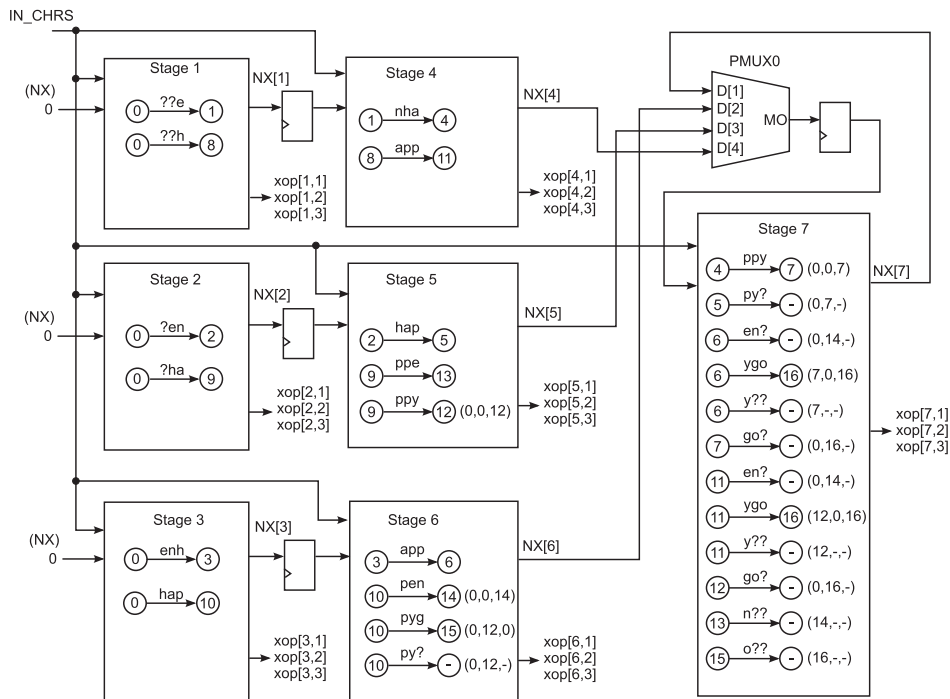 IN_CHRS
(NX)
0
Stage 1
0 ??e 1
0 ??h 8
NX[1]
xop[1,1]
xop[1,2]
xop[1,3]
Stage 4
1 nha 4
8 app 11
NX[4]
xop[4,1]
xop[4,2]
xop[4,3]
PMUX0
D[1]
D[2]
D[3]
D[4]
MO
(NX)
0
Stage 2
0 ?en 2
0 ?ha 9
NX[2]
xop[2,1]
xop[2,2]
xop[2,3]
Stage 5
2 hap 5
9 ppe 13
9 ppy 12 (0,0,12)
NX[5]
xop[5,1]
xop[5,2]
xop[5,3]
(NX)
0
Stage 3
0 enh 3
0 hap 10
NX[3]
xop[3,1]
xop[3,2]
xop[3,3]
Stage 6
3 app 6
10 pen 14 (0,0,14)
10 pyg 15 (0,12,0)
10 py? - (0,12,-)
NX[6]
xop[6,1]
xop[6,2]
xop[6,3]
Stage 7
4 ppy 7 (0,0,7)
5 py? - (0,7,-)
6 en? - (0,14,-)
6 ygo 16 (7,0,16)
6 y?? - (7,-,-)
7 go? - (0,16,-)
11 en? - (0,14,-)
11 ygo 16 (12,0,16)
11 y?? - (12,-,-)
12 go? - (0,16,-)
13 n?? - (14,-,-)
15 o?? - (16,-,-)
NX[7]
xop[7,1]
xop[7,2]
xop[7,3]